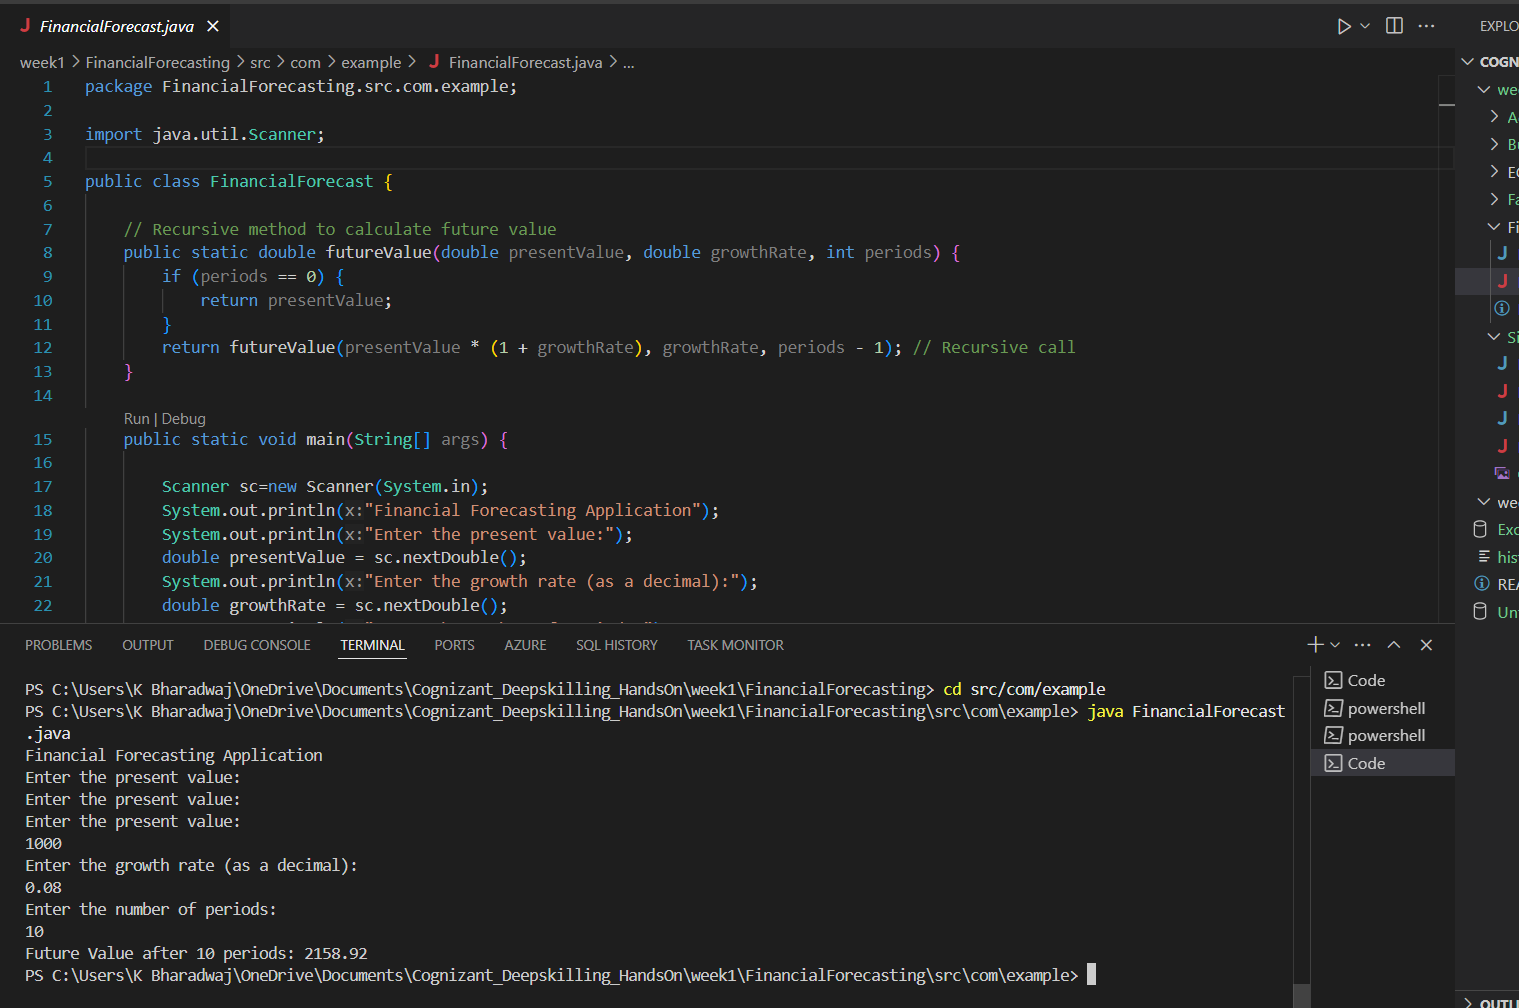 FinancialForecast.java
EXPLO
week1 > FinancialForecasting > src > com > example > FinancialForecast.java > ...
COGN
1 package FinancialForecasting.src.com.example;
2
3 import java.util.Scanner;
4
5 public class FinancialForecast {
6
7 // Recursive method to calculate future value
8 public static double futureValue(double presentValue, double growthRate, int periods) {
9 if (periods == 0) {
10 return presentValue;
11 }
12 return futureValue(presentValue * (1 + growthRate), growthRate, periods - 1); // Recursive call
13 }
14
Run | Debug
15 public static void main(String[] args) {
16
17 Scanner sc=new Scanner(System.in);
18 System.out.println(x:"Financial Forecasting Application");
19 System.out.println(x:"Enter the present value:");
20 double presentValue = sc.nextDouble();
21 System.out.println(x:"Enter the growth rate (as a decimal):");
22 double growthRate = sc.nextDouble();
wee
A
Bu
EC
Fa
Fi
Si
wee
Exc
his
REA
Un
PROBLEMS OUTPUT DEBUG CONSOLE TERMINAL PORTS AZURE SQL HISTORY TASK MONITOR
PS C:\Users\K Bharadwaj\OneDrive\Documents\Cognizant_Deepskilling_HandsOn\week1\FinancialForecasting> cd src/com/example
PS C:\Users\K Bharadwaj\OneDrive\Documents\Cognizant_Deepskilling_HandsOn\week1\FinancialForecasting\src\com\example> java FinancialForecast
.java
Financial Forecasting Application
Enter the present value:
Enter the present value:
Enter the present value:
1000
Enter the growth rate (as a decimal):
0.08
Enter the number of periods:
10
Future Value after 10 periods: 2158.92
PS C:\Users\K Bharadwaj\OneDrive\Documents\Cognizant_Deepskilling_HandsOn\week1\FinancialForecasting\src\com\example>
Code
powershell
powershell
Code
OUTLI